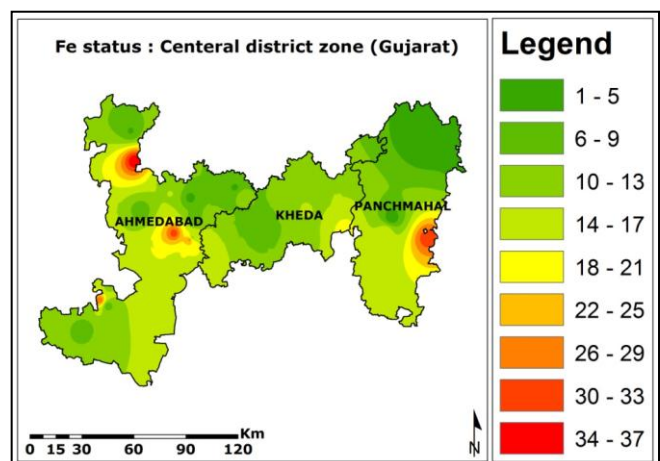 Fe status : Centeral district zone (Gujarat)
AHMEDABAD
KHEDA
PANCHMAHAL
Km
0 15 30 60 90 120
N
Legend
1 - 5
6 - 9
10 - 13
14 - 17
18 - 21
22 - 25
26 - 29
30 - 33
34 - 37